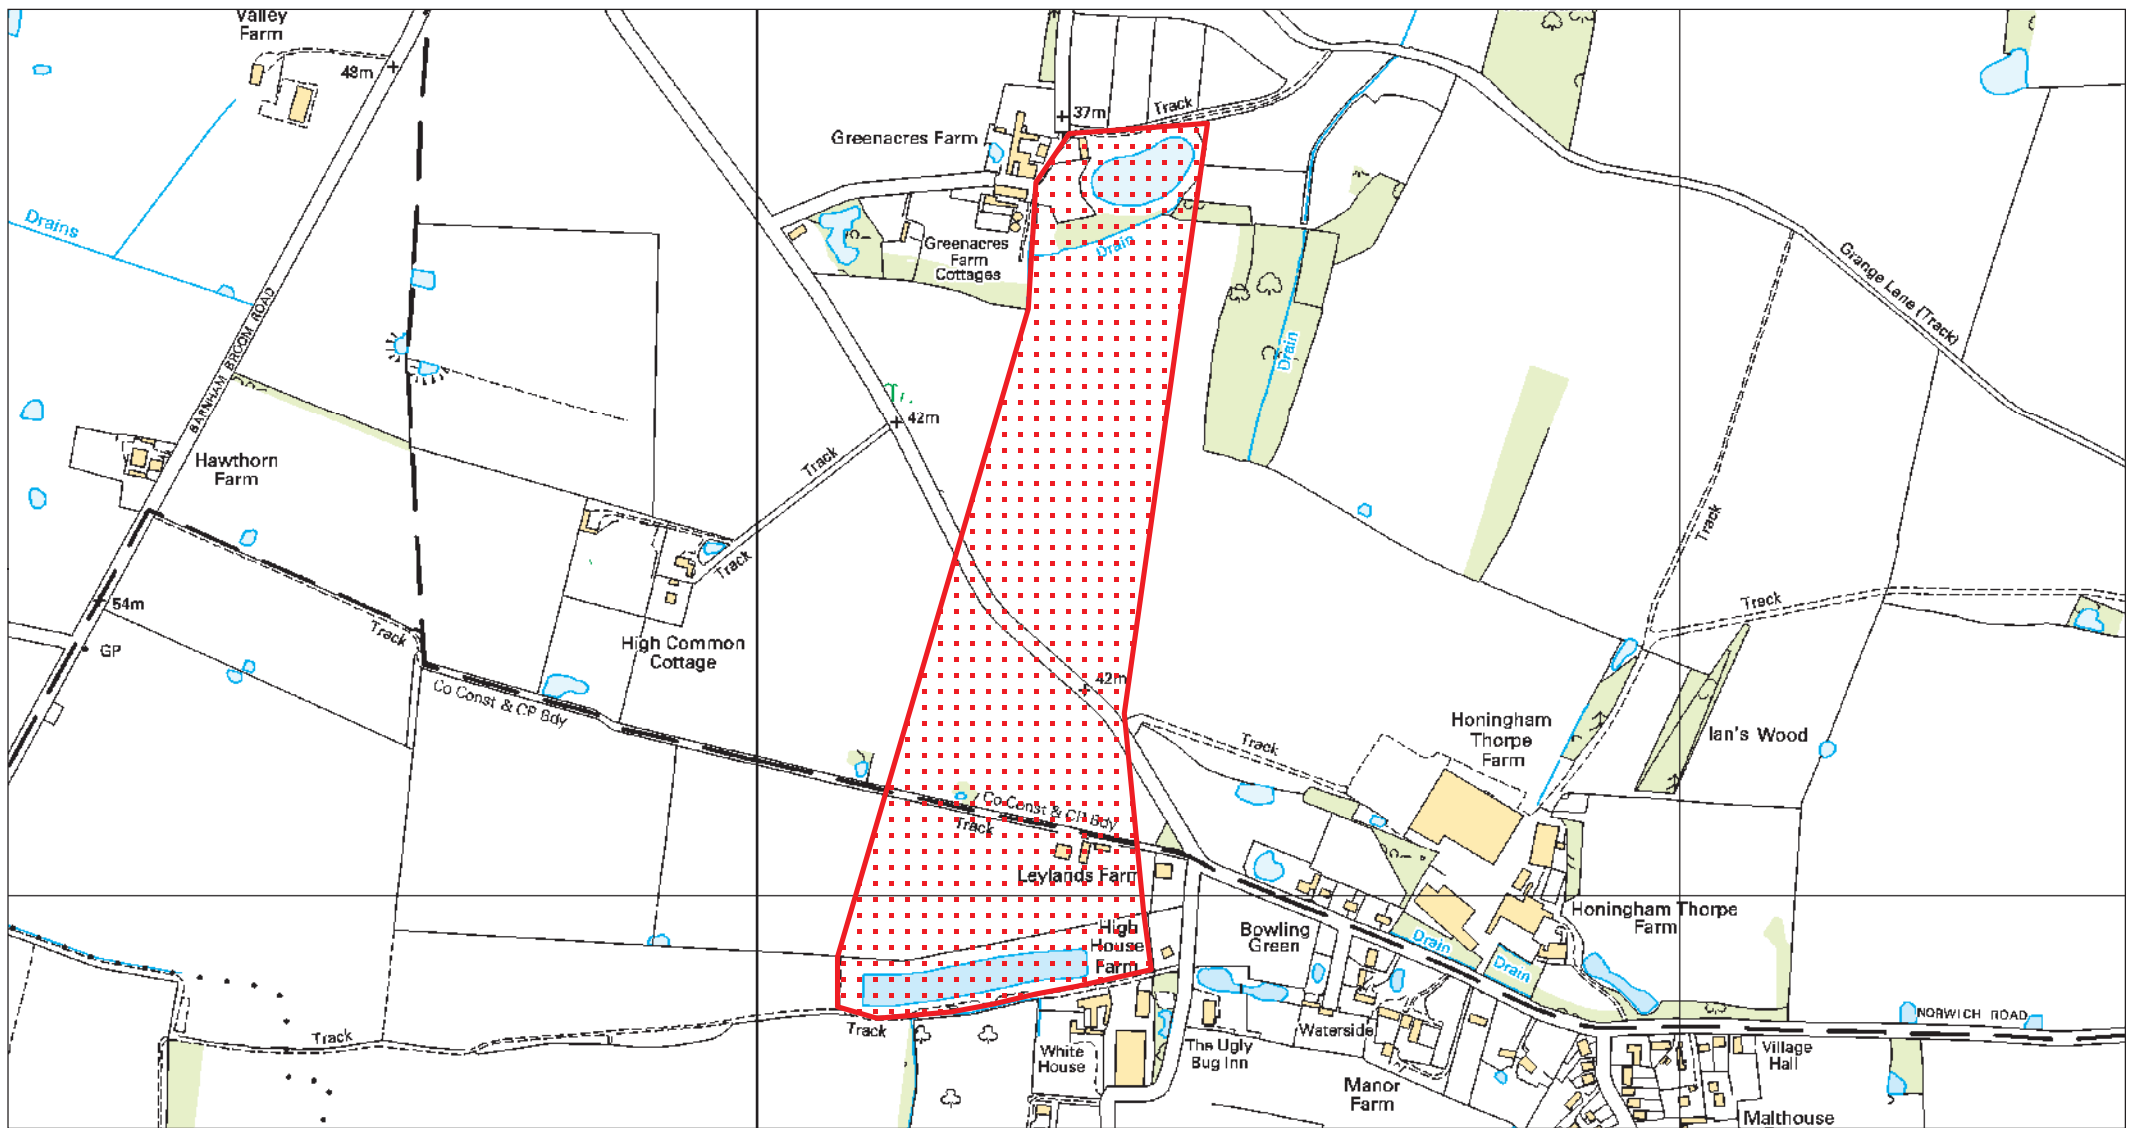 Valley
Farm
48m
Drains
BARNHAM BROOM ROAD
Hawthorn
Farm
54m
GP
Track
Co Const & CP Bdy
High Common
Cottage
Track
Track
42m
Greenacres Farm
37m
Track
Greenacres
Farm
Cottages
Drain
Drain
Grange Lane (Track)
Track
Track
42m
Track
Co Const & CP Bdy
Track
Leylands Farm
High
House
Farm
Honingham
Thorpe
Farm
Ian's Wood
Honingham Thorpe
Farm
Bowling
Green
Drain
Drain
NORWICH ROAD
Track
Track
White
House
The Ugly
Bug Inn
Waterside
Manor
Farm
Village
Hall
Malthouse